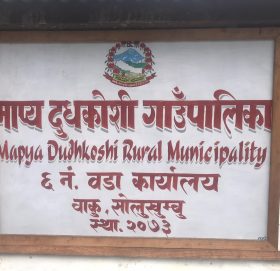 माप्य दुधकोशी गाउँपालिका
Mapya Dudhkoshi Rural Municipality
६ नं. वडा कार्यालय
वाकु, सोलुखुम्बु
स्था. २०७३